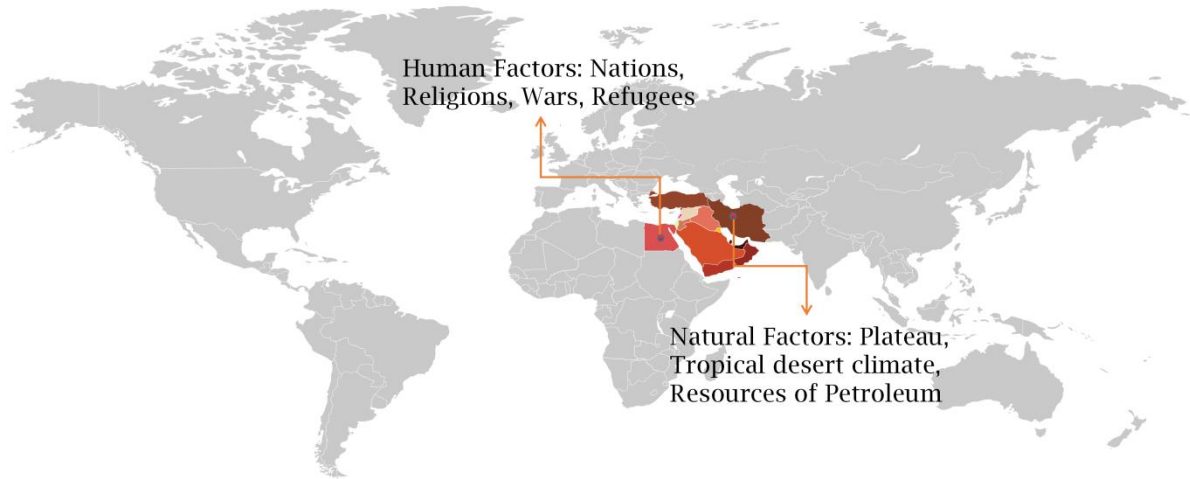 Human Factors: Nations,
Religions, Wars, Refugees
Natural Factors: Plateau,
Tropical desert climate,
Resources of Petroleum